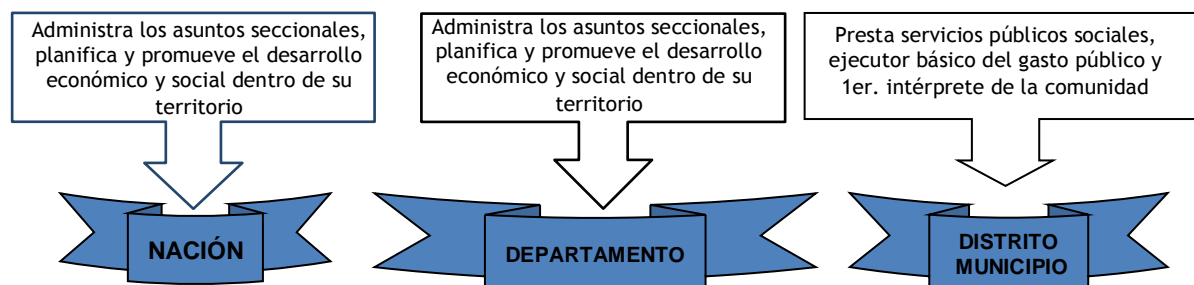 Administra los asuntos seccionales,
planifica y promueve el desarrollo
económico y social dentro de su
territorio
NACIÓN
Administra los asuntos seccionales,
planifica y promueve el desarrollo
económico y social dentro de su
territorio
DEPARTAMENTO
Presta servicios públicos sociales,
ejecutor básico del gasto público y
1er. intérprete de la comunidad
DISTRITO
MUNICIPIO